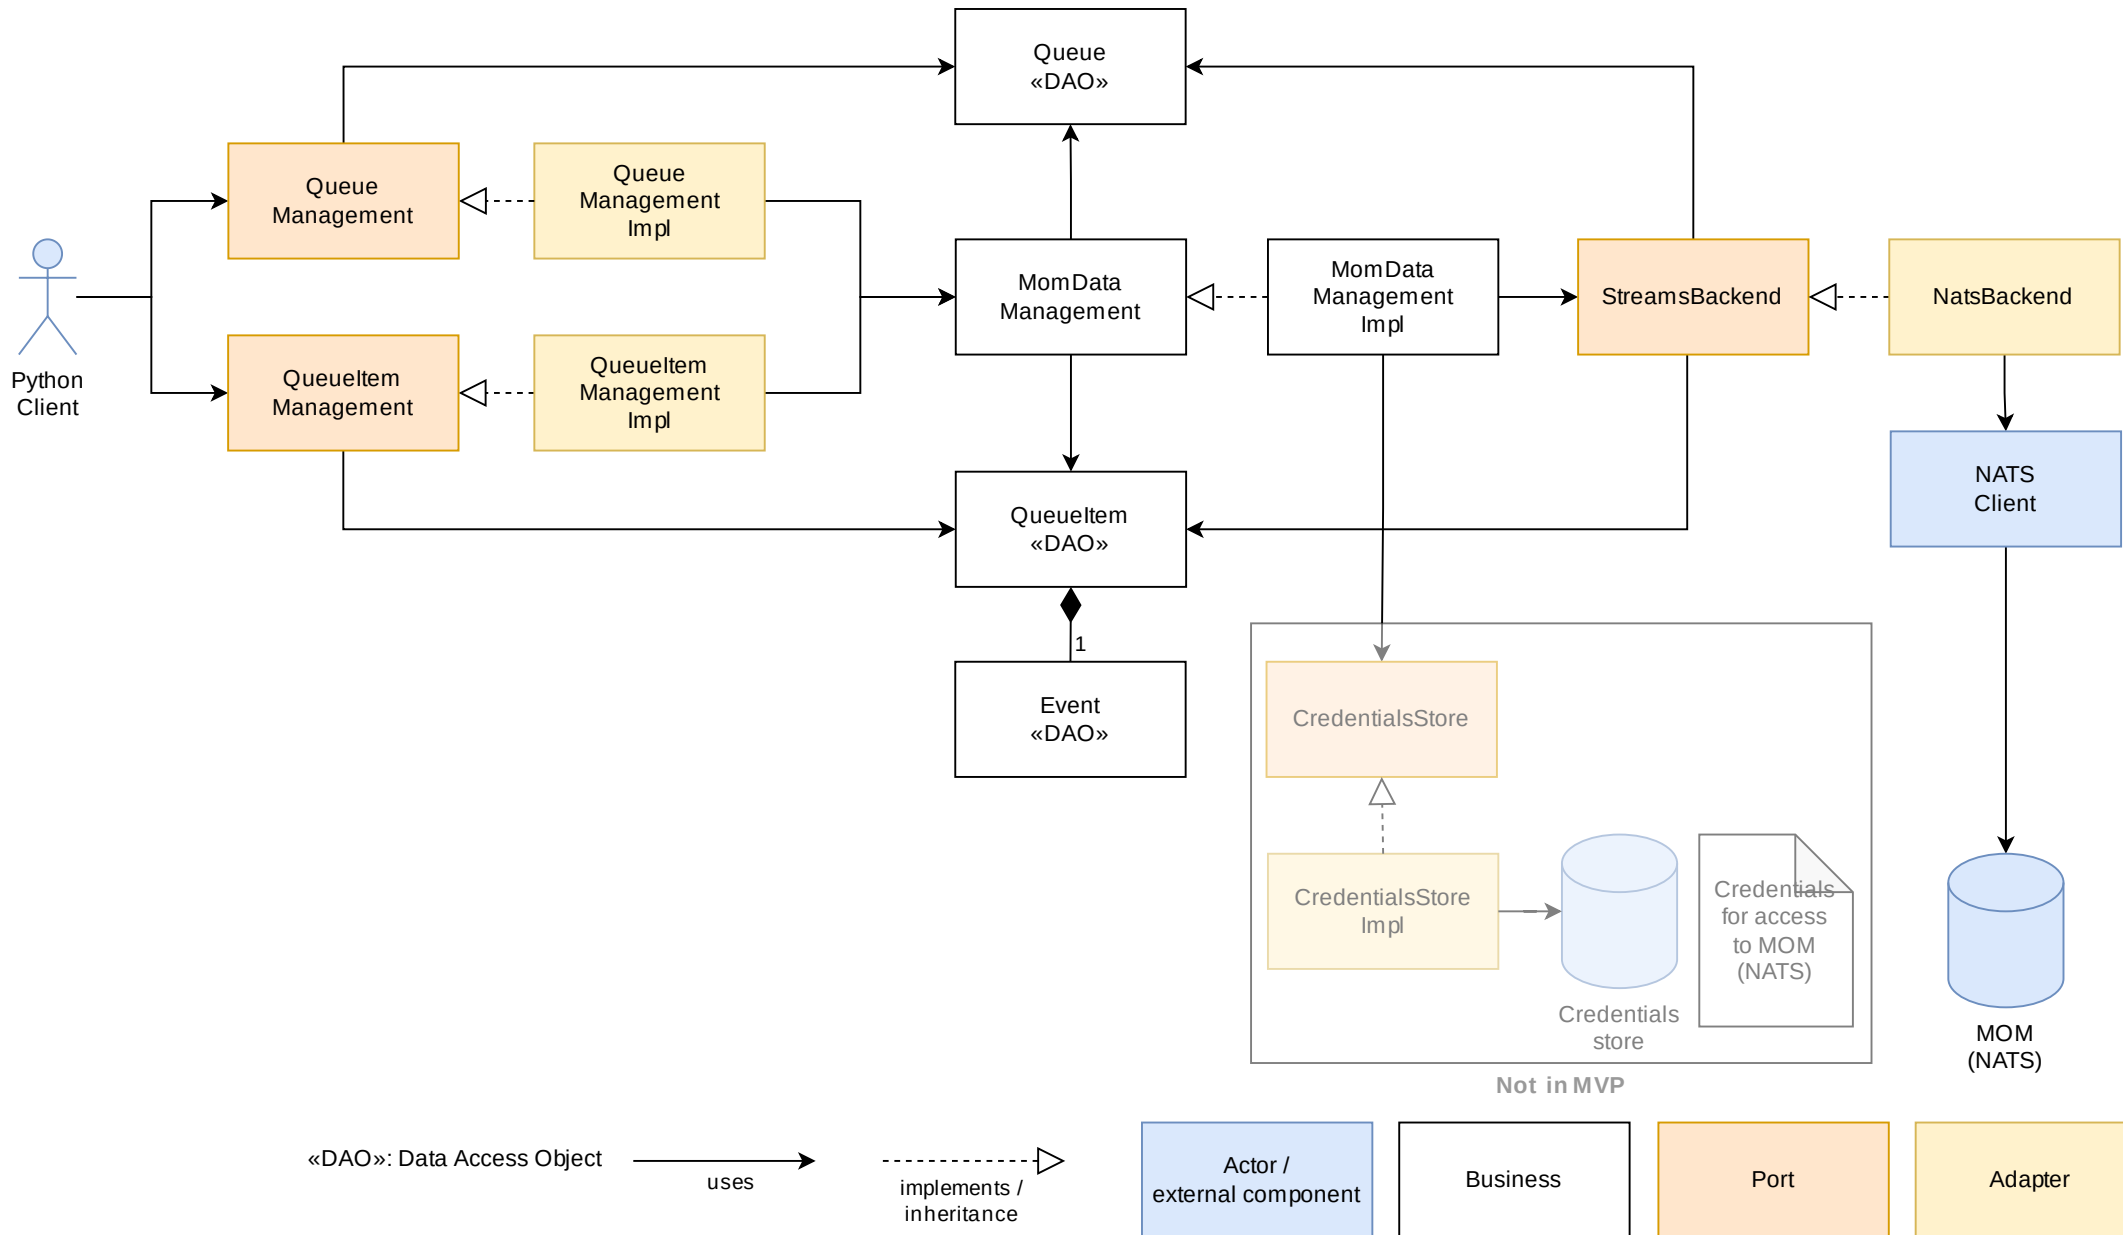 Queue
«DAO»
Queue
Management
Queue
Management
Impl
Python
Client
MomData
Management
MomData
Management
Impl
StreamsBackend
NatsBackend
QueueItem
Management
QueueItem
Management
Impl
NATS
Client
QueueItem
«DAO»
1
Event
«DAO»
CredentialsStore
CredentialsStore
Impl
Credentials
store
Credentials
for access
to MOM
(NATS)
MOM
(NATS)
Not in MVP
«DAO»: Data Access Object
uses
implements /
inheritance
Actor /
external component
Business
Port
Adapter